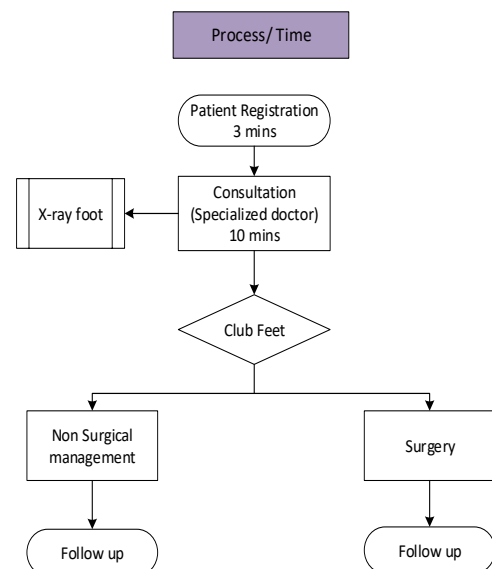 Process/ Time
Patient Registration
3 mins
X-ray foot
Consultation
(Specialized doctor)
10 mins
Club Feet
Non Surgical
management
Surgery
Follow up
Follow up